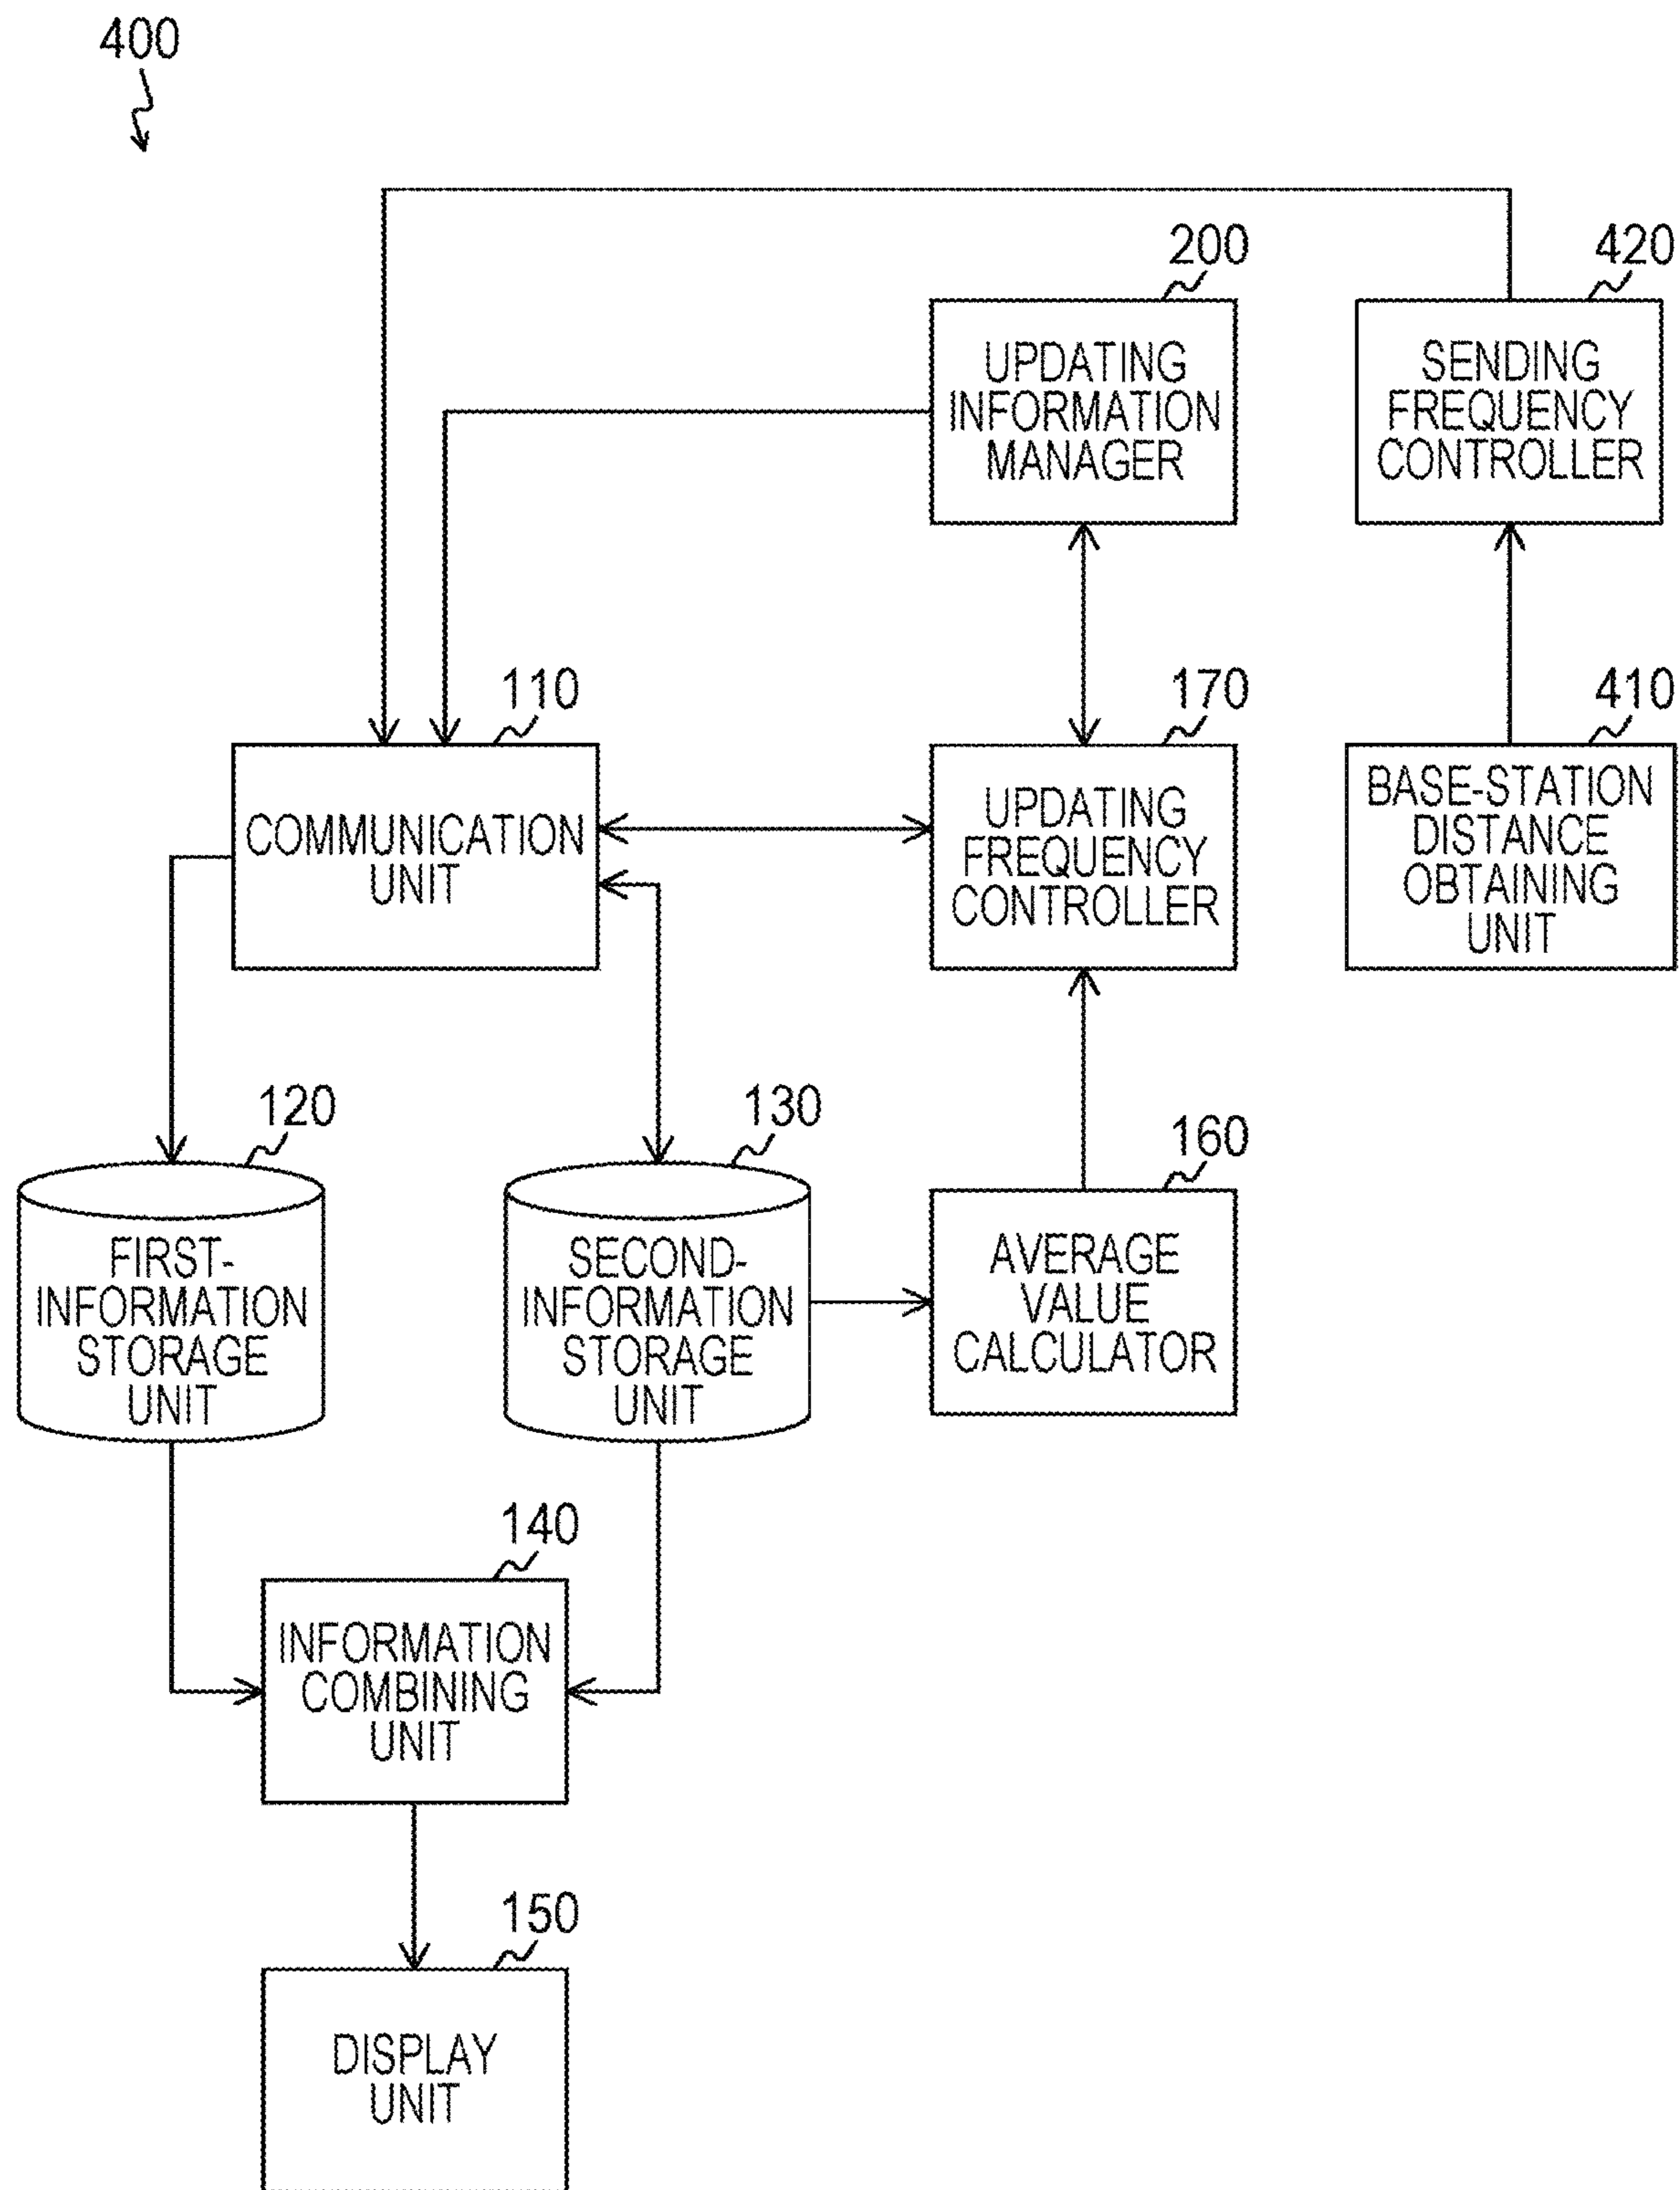 400
200
420
UPDATING
INFORMATION
MANAGER
SENDING
FREQUENCY
CONTROLLER
110
170
410
COMMUNICATION
UNIT
UPDATING
FREQUENCY
CONTROLLER
BASE-STATION
DISTANCE
OBTAINING
UNIT
120
130
160
FIRST-
INFORMATION
STORAGE
UNIT
SECOND-
INFORMATION
STORAGE
UNIT
AVERAGE
VALUE
CALCULATOR
140
INFORMATION
COMBINING
UNIT
150
DISPLAY
UNIT